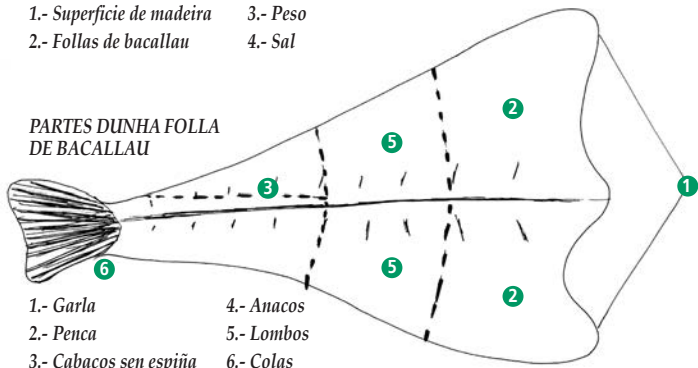 1.- Superficie de madeira
2.- Follas de bacallau
3.- Peso
4.- Sal
PARTES DUNHA FOLLA
DE BACALLAU
2
5
3
1
5
6
2
1.- Garla
2.- Penca
3.- Cabacos sen espiña
4.- Anacos
5.- Lombos
6.- Colas